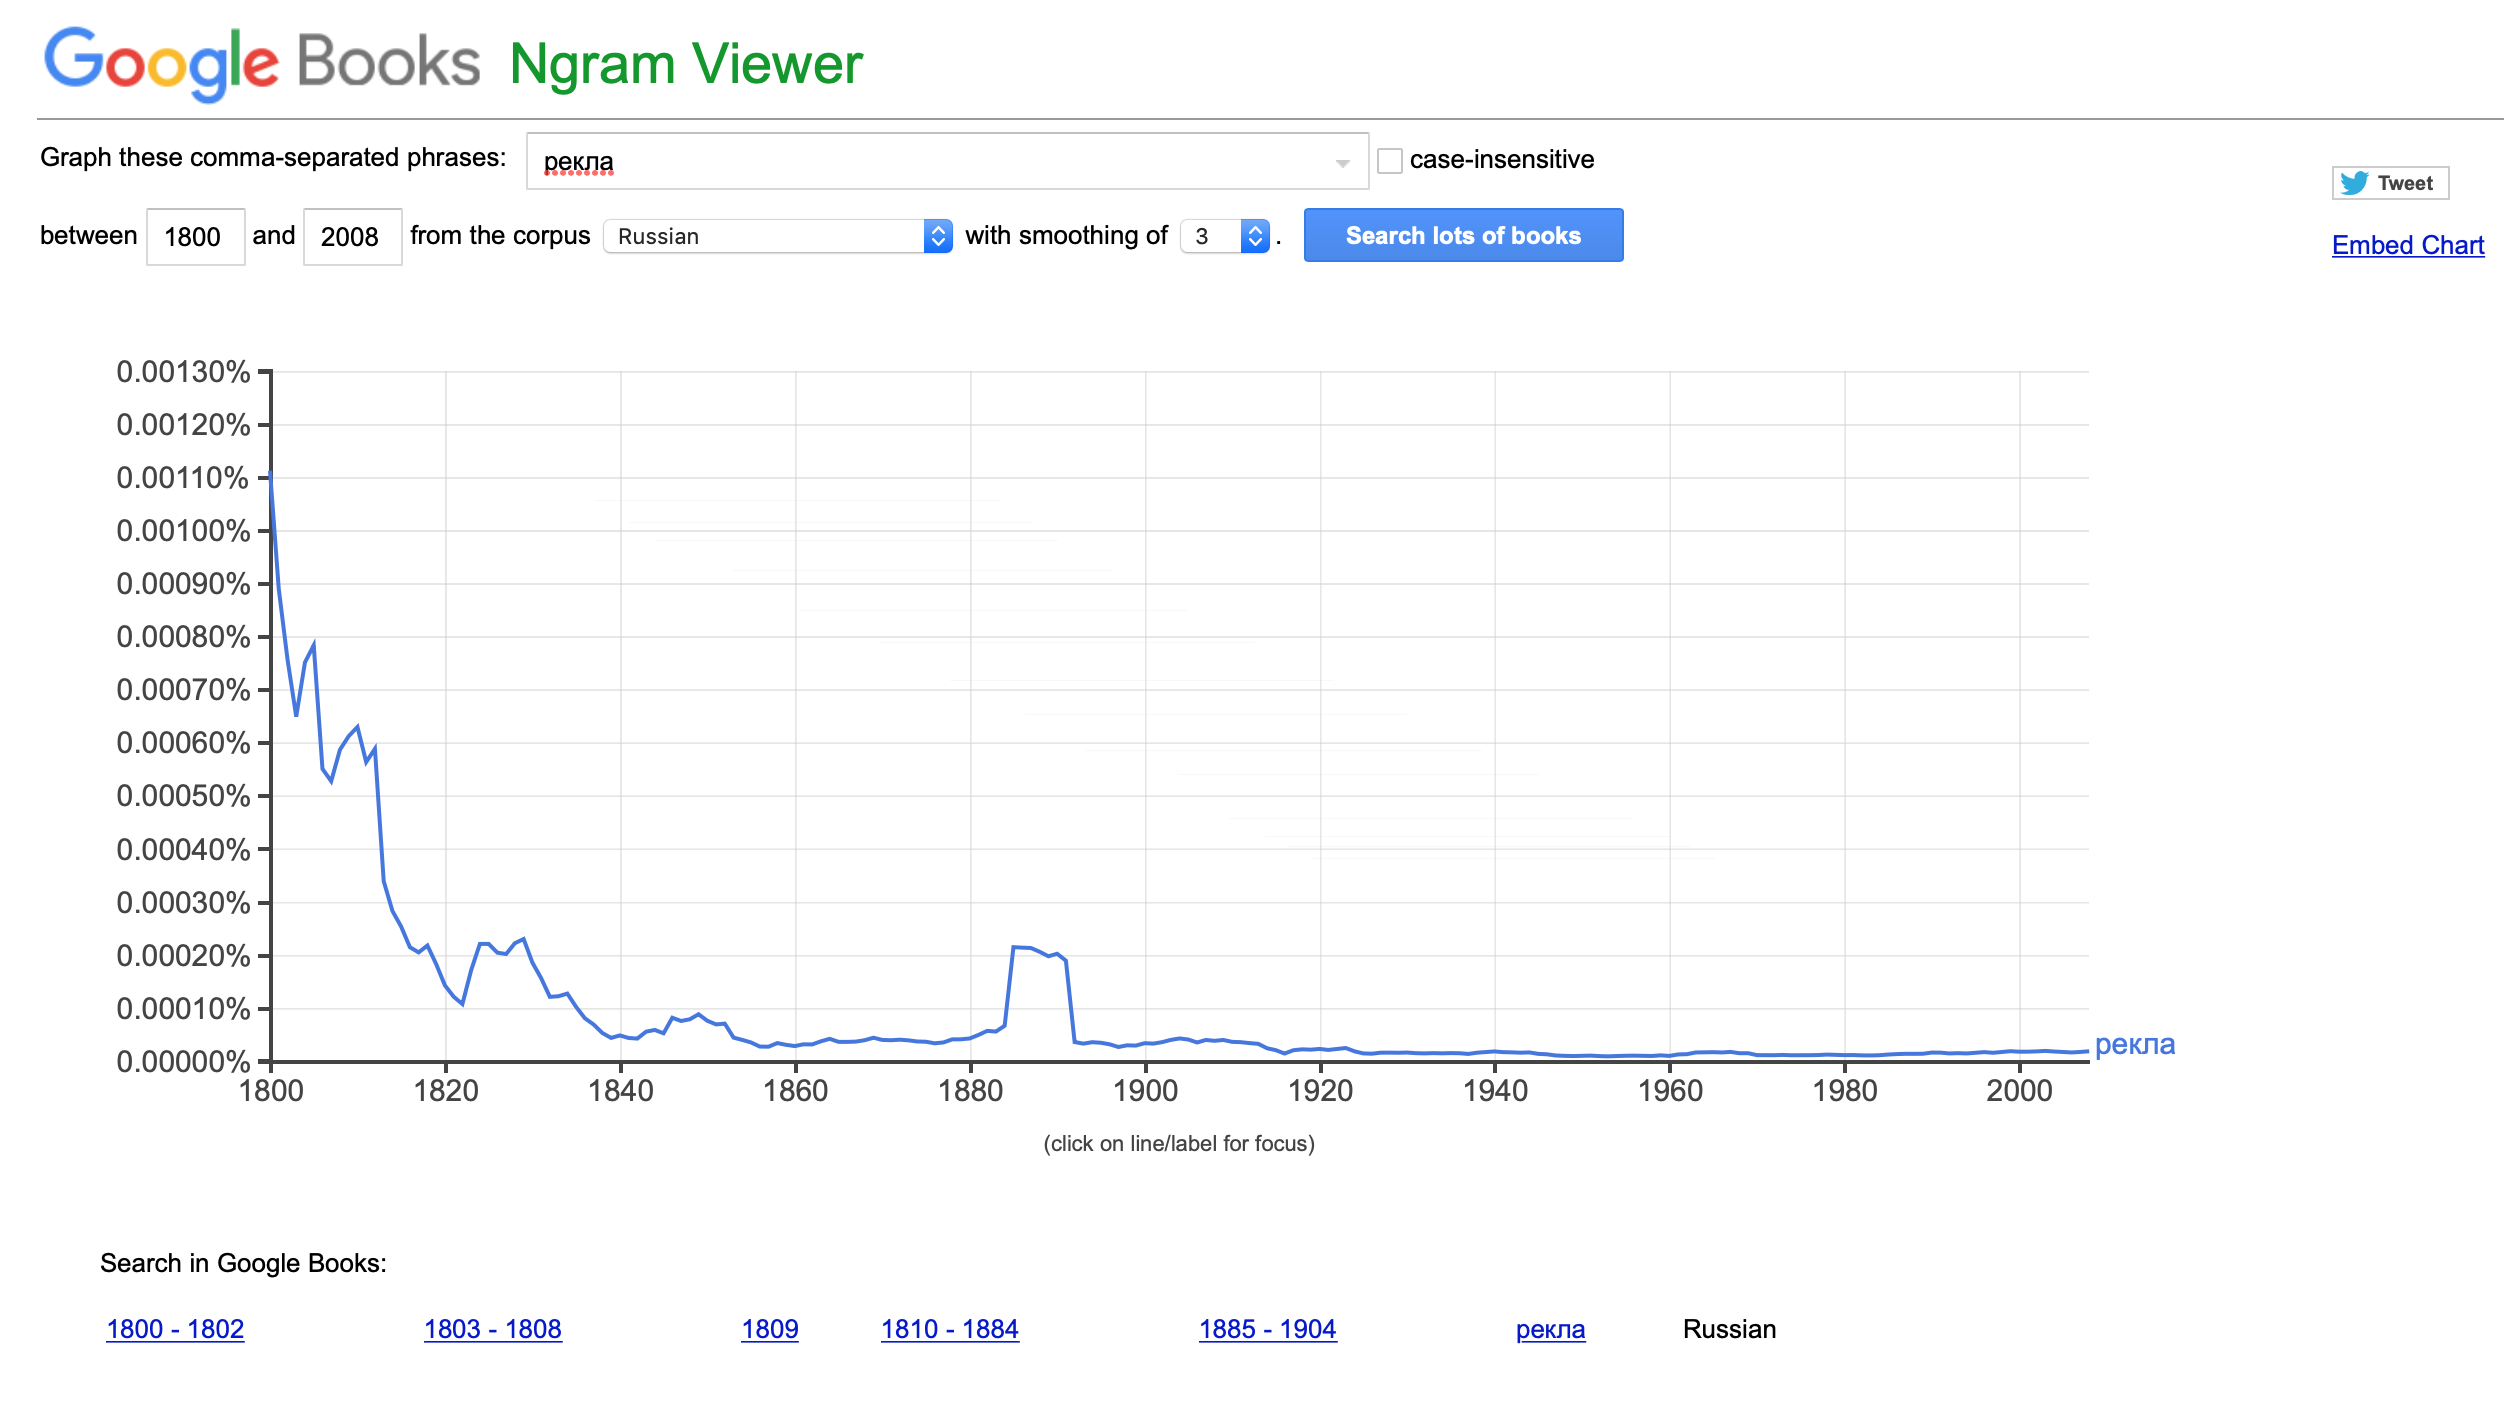 Google Books Ngram Viewer
Graph these comma-separated phrases: рекла case-insensitive
Tweet
between 1800 and 2008 from the corpus Russian with smoothing of 3 . Search lots of books
Embed Chart
0.00130%
0.00120%
0.00110%
0.00100%
0.00090%
0.00080%
0.00070%
0.00060%
0.00050%
0.00040%
0.00030%
0.00020%
0.00010%
0.00000%
рекла
1800 1820 1840 1860 1880 1900 1920 1940 1960 1980 2000
(click on line/label for focus)
Search in Google Books:
1800 - 1802 1803 - 1808 1809 1810 - 1884 1885 - 1904 рекла Russian